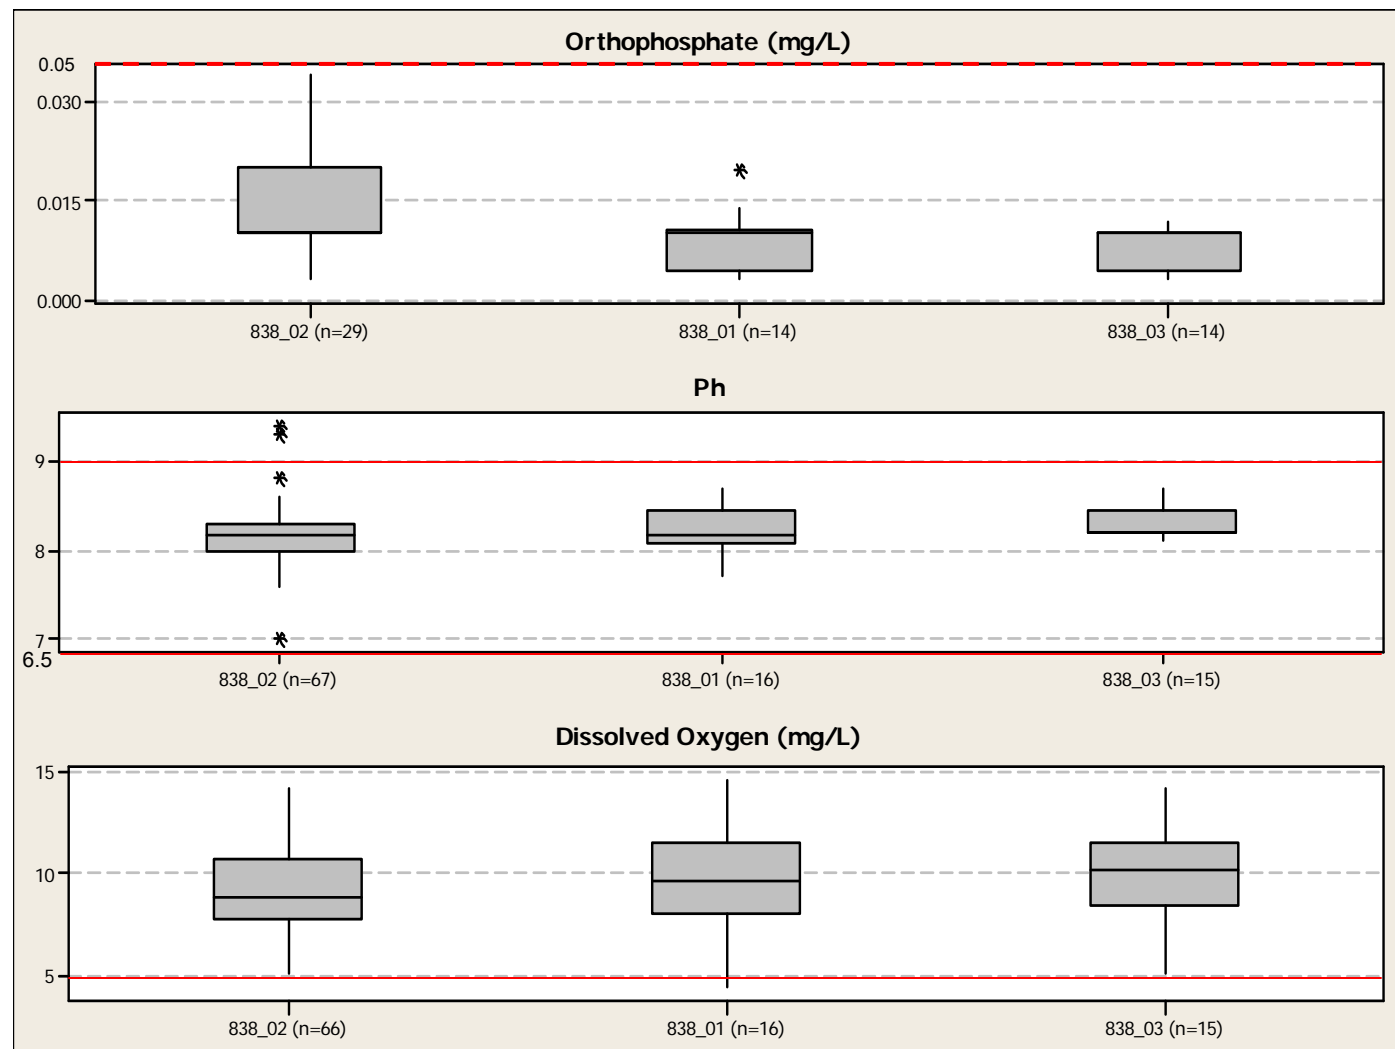 Orthophosphate (mg/L)
0.05
0.030
0.015
0.000
838_02 (n=29) 838_01 (n=14) 838_03 (n=14)
Ph
9
8
7
6.5
838_02 (n=67) 838_01 (n=16) 838_03 (n=15)
Dissolved Oxygen (mg/L)
15
10
5
838_02 (n=66) 838_01 (n=16) 838_03 (n=15)